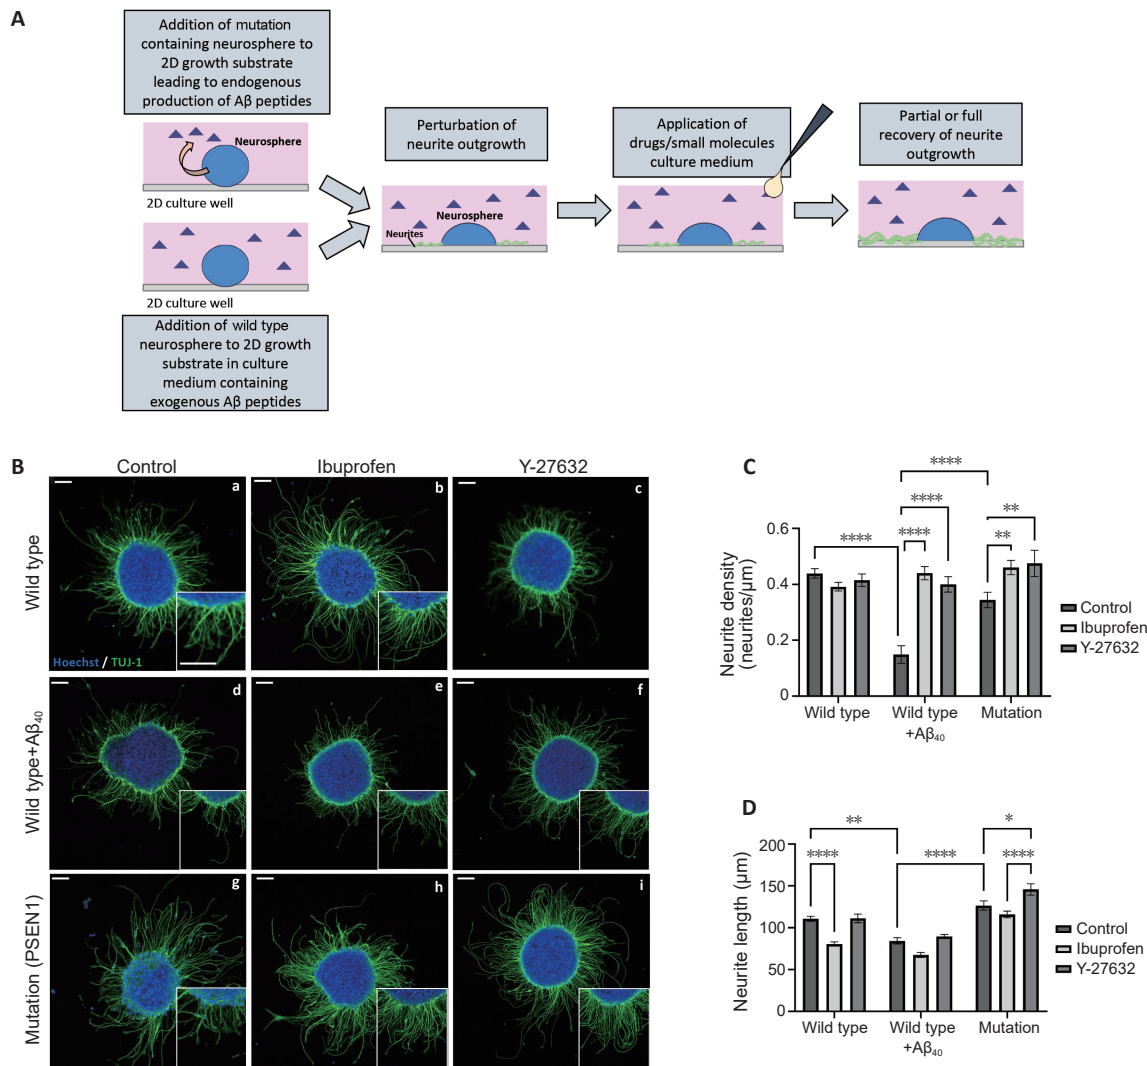 A
Addition of mutation
containing neurosphere to
2D growth substrate
leading to endogenous
production of Aβ peptides
Neurosphere
2D culture well
2D culture well
Addition of wild type
neurosphere to 2D growth
substrate in culture
medium containing
exogenous Aβ peptides
Perturbation of
neurite outgrowth
Neurosphere
Neurites
Application of
drugs/small molecules
culture medium
Partial or full
recovery of neurite
outgrowth
B
Control
Ibuprofen
Y-27632
Wild type
a
b
c
Hoechst / TUJ-1
Wild type+Aβ40
d
e
f
Mutation (PSEN1)
g
h
i
C
Neurite density
(neurites/μm)
0.6
0.4
0.2
0
****
****
****
****
**
**
Wild type
Wild type
+Aβ40
Mutation
Control
Ibuprofen
Y-27632
D
Neurite length (μm)
200
150
100
50
0
**
*
****
****
****
Wild type
Wild type
+Aβ40
Mutation
Control
Ibuprofen
Y-27632